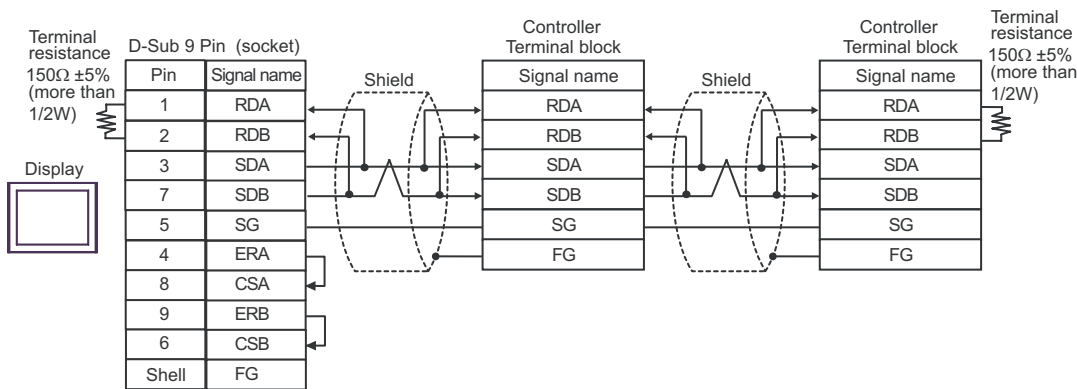 Terminal
resistance
150Ω ±5%
(more than
1/2W)
Display
D-Sub 9 Pin (socket)
Pin Signal name
1 RDA
2 RDB
3 SDA
7 SDB
5 SG
4 ERA
8 CSA
9 ERB
6 CSB
Shell FG
Shield
Controller
Terminal block
Signal name
RDA
RDB
SDA
SDB
SG
FG
Shield
Controller
Terminal block
Signal name
RDA
RDB
SDA
SDB
SG
FG
Terminal
resistance
150Ω ±5%
(more than
1/2W)